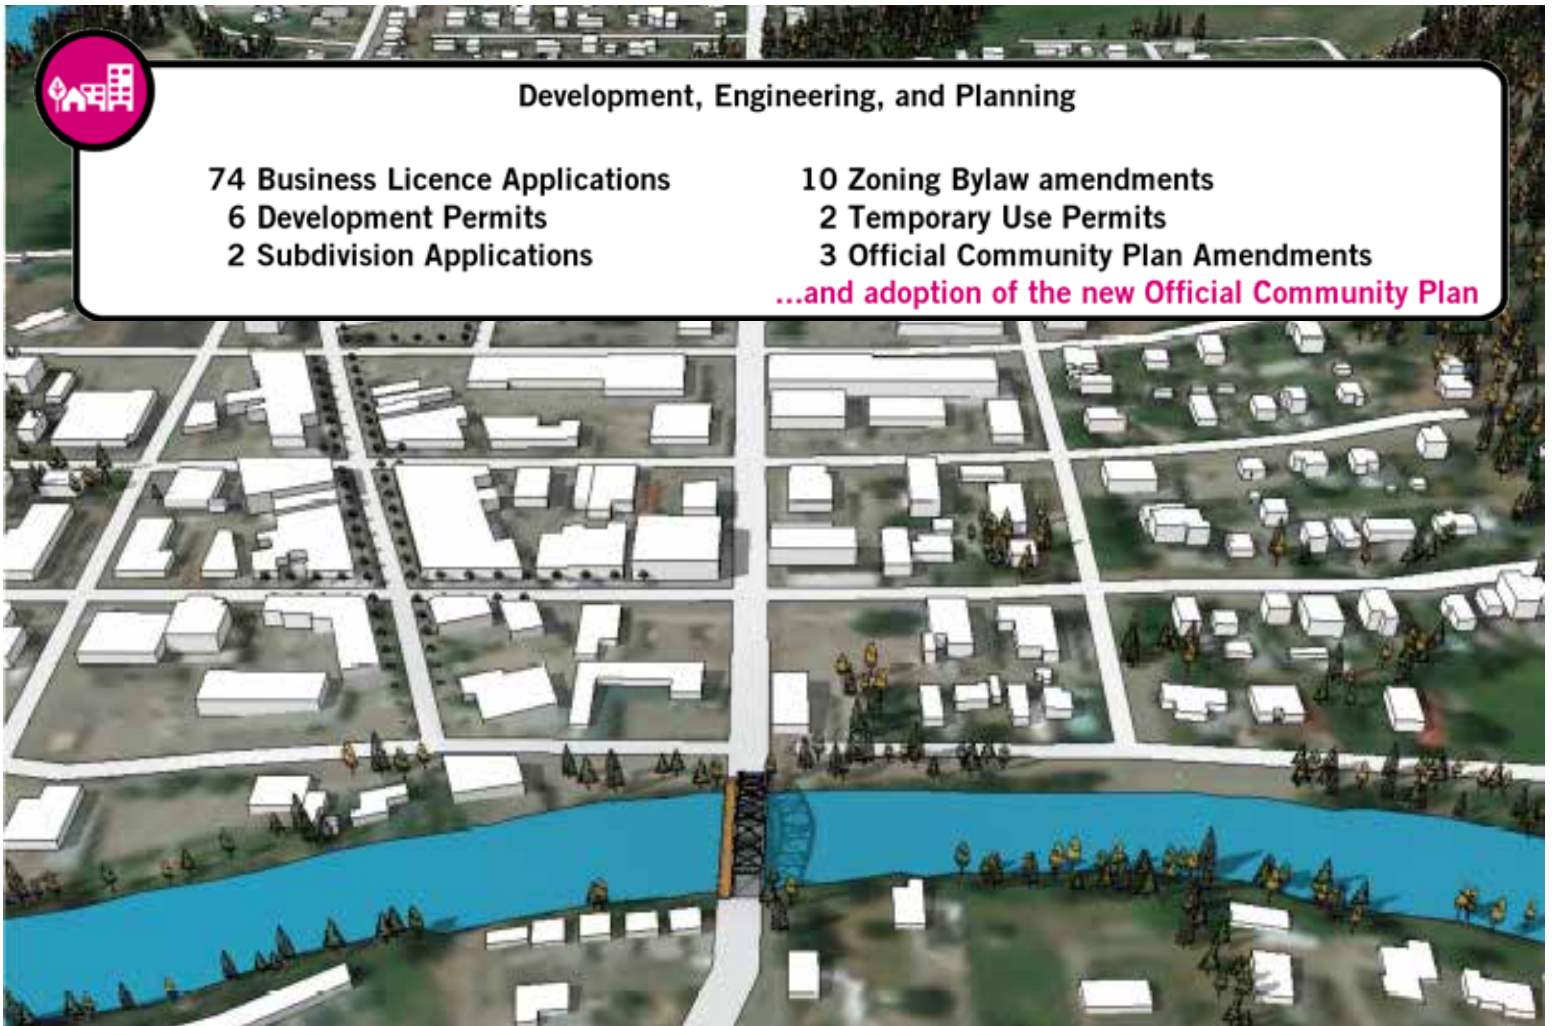 Development, Engineering, and Planning
74 Business Licence Applications
6 Development Permits
2 Subdivision Applications
10 Zoning Bylaw amendments
2 Temporary Use Permits
3 Official Community Plan Amendments
...and adoption of the new Official Community Plan